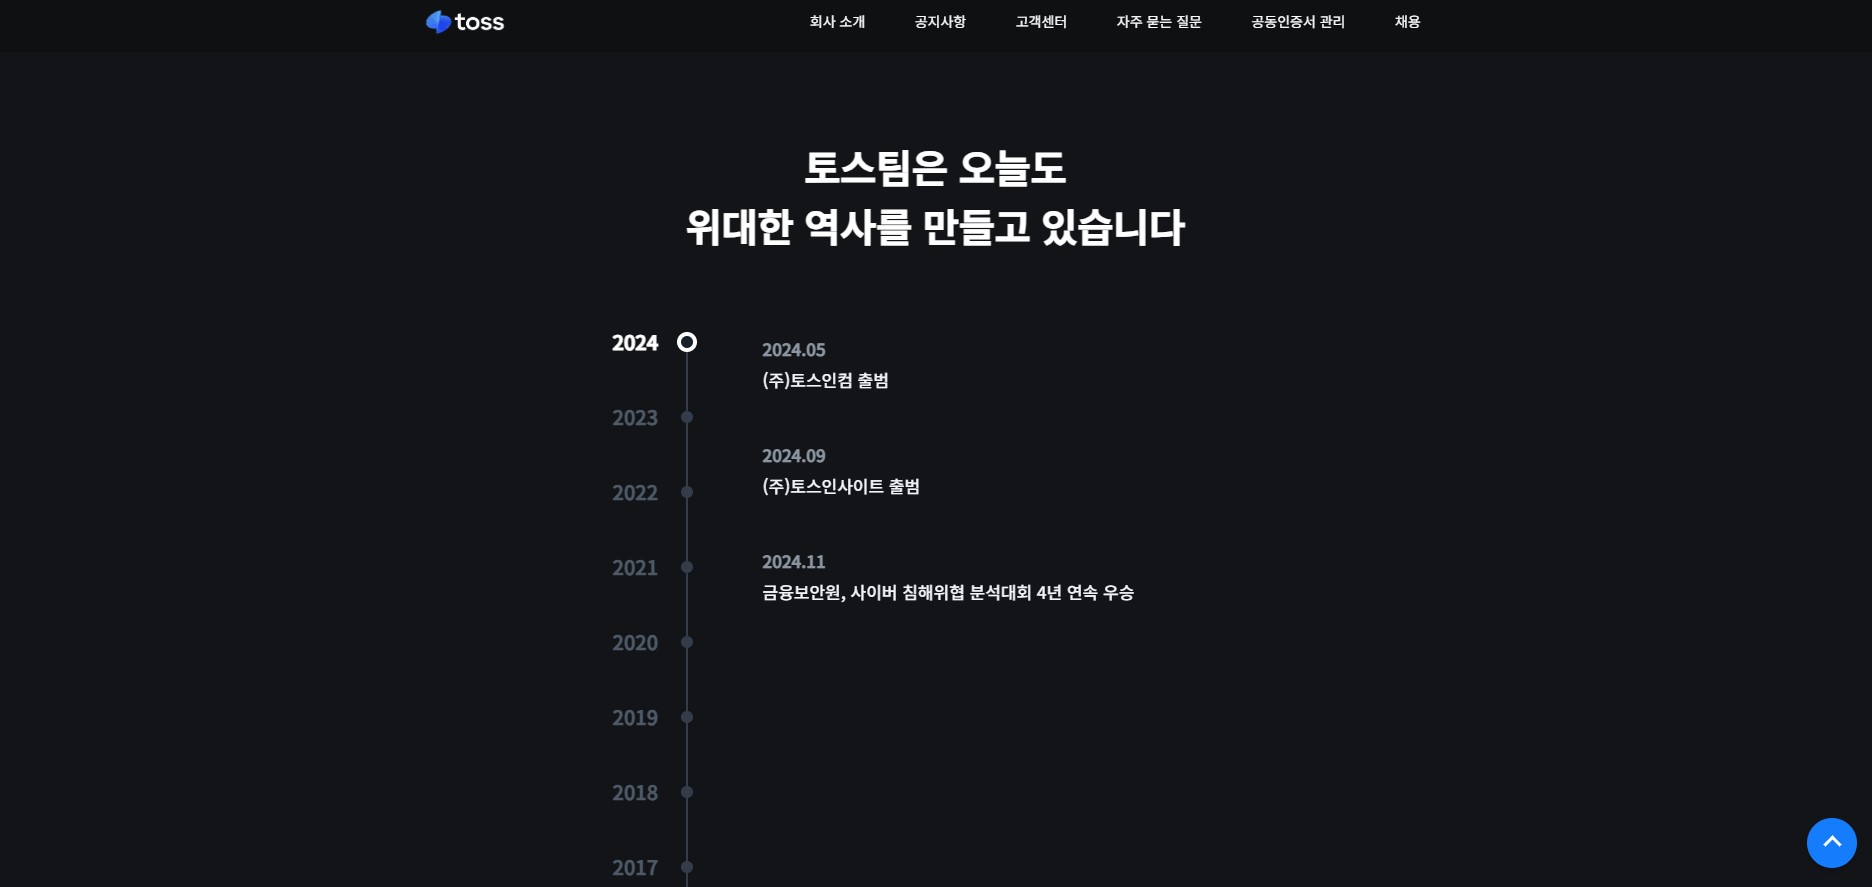 toss
회사 소개
공지사항
고객센터
자주 묻는 질문
공동인증서 관리
채용
토스팀은 오늘도
위대한 역사를 만들고 있습니다
2024
2023
2022
2021
2020
2019
2018
2017
2024.05
(주)토스인컴 출범
2024.09
(주)토스인사이트 출범
2024.11
금융보안원, 사이버 침해위협 분석대회 4년 연속 우승